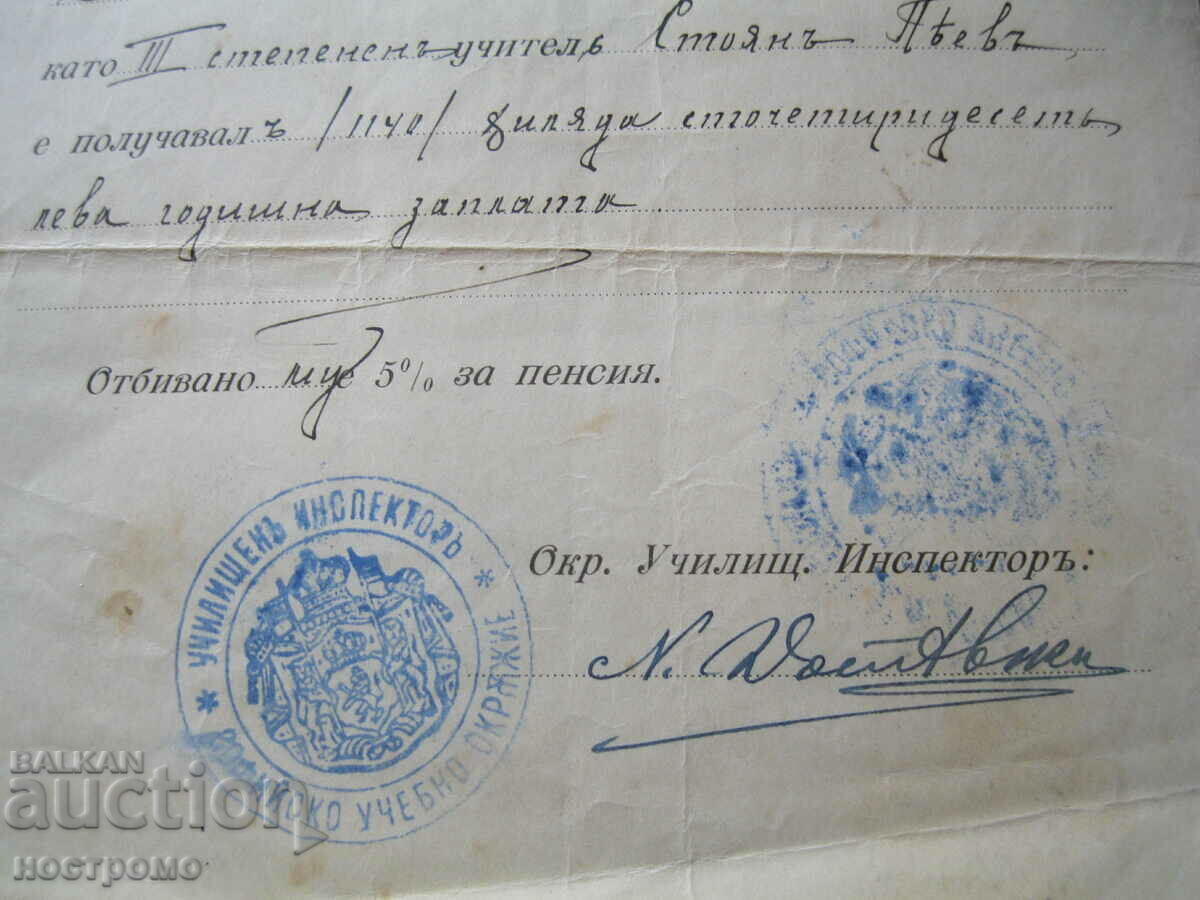 като III степененъ учитель Стоянъ Пѣевъ,
е получавалъ /1140/ хиляда сточетиридесеть
лева годишна заплата.
Отбивано му е 5% за пенсия.
* УЧИЛИЩЕНЪ ИНСПЕКТОРЪ *
УЧЕБНО ОКРѪЖИЕ
Окр. Училищ. Инспекторъ:
N.
BALKAN
auction
ностромо